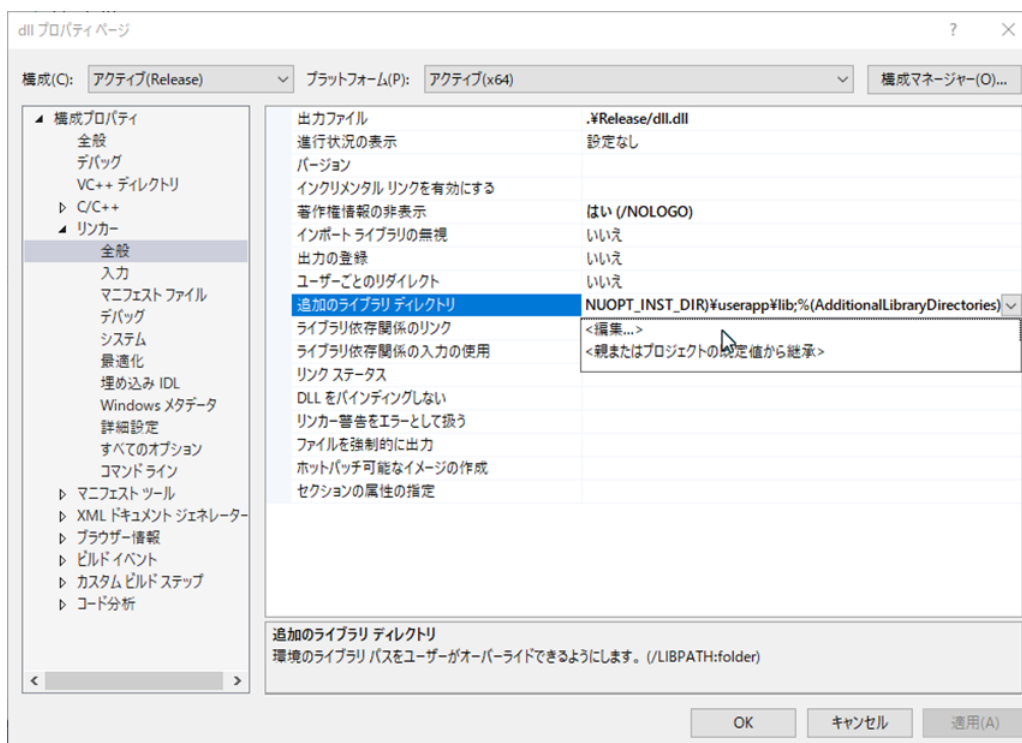 dll プロパティ ページ
?
構成(C): アクティブ(Release) プラットフォーム(P): アクティブ(x64) 構成マネージャー(O)...
構成プロパティ
全般
デバッグ
VC++ ディレクトリ
C/C++
リンカー
全般
入力
マニフェスト ファイル
デバッグ
システム
最適化
埋め込み IDL
Windows メタデータ
詳細設定
すべてのオプション
コマンド ライン
マニフェスト ツール
XML ドキュメント ジェネレーター
ブラウザー情報
ビルド イベント
カスタム ビルド ステップ
コード分析
出力ファイル .¥Release/dll.dll
進行状況の表示 設定なし
バージョン
インクリメンタル リンクを有効にする
著作権情報の非表示 はい (/NOLOGO)
インポート ライブラリの無視 いいえ
出力の登録 いいえ
ユーザーごとのリダイレクト いいえ
追加のライブラリ ディレクトリ NUOPT_INST_DIR)¥userapp¥lib;%(AdditionalLibraryDirectories)
ライブラリ依存関係のリンク <編集...>
ライブラリ依存関係の入力の使用 <親またはプロジェクトの既定値から継承>
リンク ステータス
DLL をバインディングしない
リンカー警告をエラーとして扱う
ファイルを強制的に出力
ホットパッチ可能なイメージの作成
セクションの属性の指定
追加のライブラリ ディレクトリ
環境のライブラリ パスをユーザーがオーバーライドできるようにします。(/LIBPATH:folder)
OK キャンセル 適用(A)